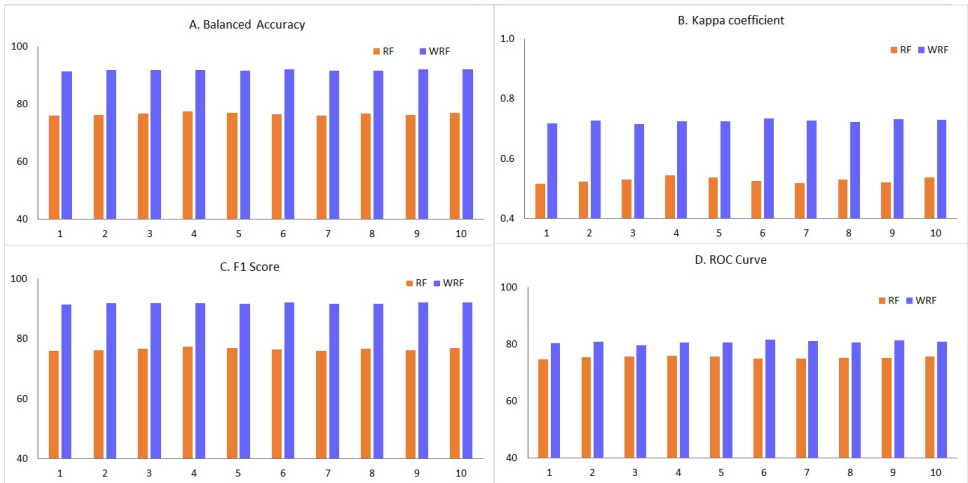 A. Balanced Accuracy
RF WRF
100
80
60
40
1 2 3 4 5 6 7 8 9 10
B. Kappa coefficient
RF WRF
1.0
0.8
0.6
0.4
1 2 3 4 5 6 7 8 9 10
C. F1 Score
RF WRF
100
80
60
40
1 2 3 4 5 6 7 8 9 10
D. ROC Curve
RF WRF
100
80
60
40
1 2 3 4 5 6 7 8 9 10